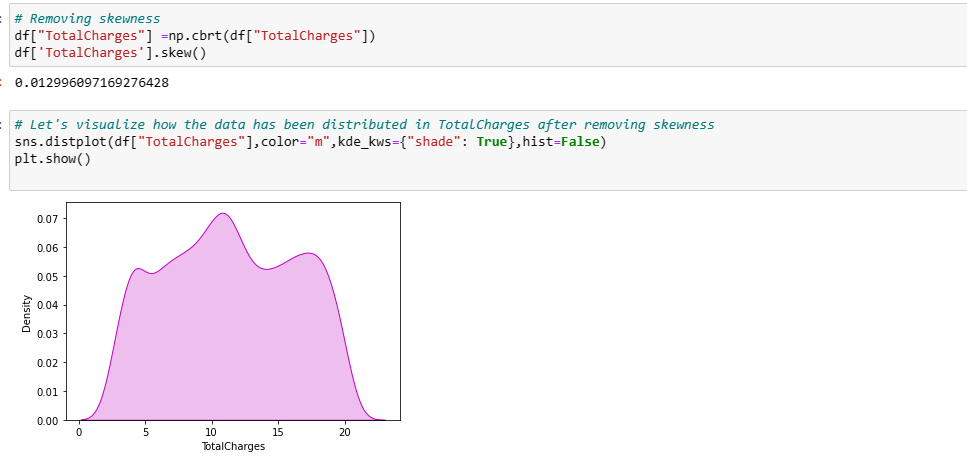 # Removing skewness
df["TotalCharges"] =np.cbrt(df["TotalCharges"])
df['TotalCharges'].skew()
0.012996097169276428
# Let's visualize how the data has been distributed in TotalCharges after removing skewness
sns.distplot(df["TotalCharges"],color="m",kde_kws={"shade": True},hist=False)
plt.show()
0.07
0.06
0.05
0.04
0.03
0.02
0.01
0.00
Density
0 5 10 15 20
TotalCharges